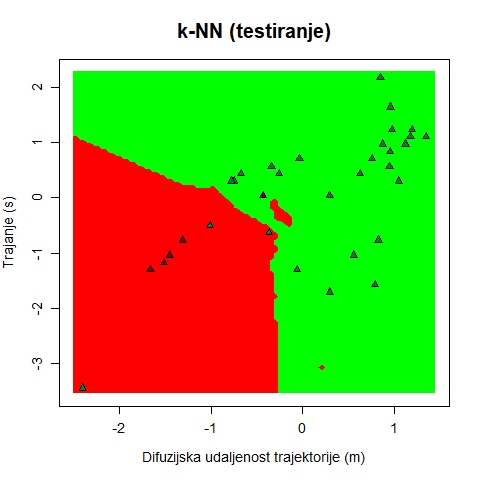 k-NN (testiranje)
2
1
0
-1
-2
-3
Trajanje (s)
-2 -1 0 1
Difuzijska udaljenost trajektorije (m)